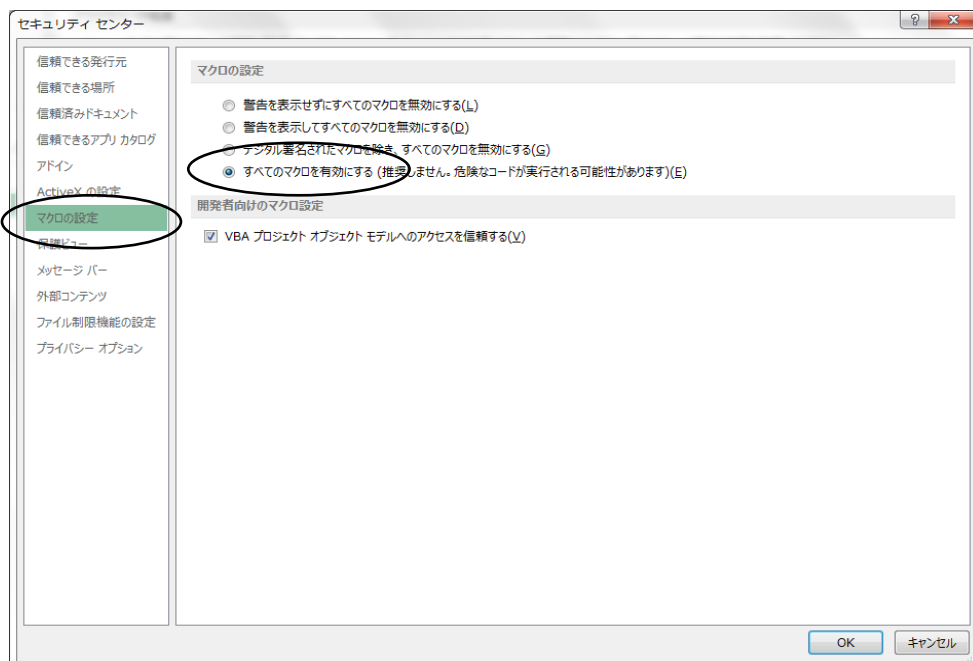 セキュリティ センター
?
信頼できる発行元
信頼できる場所
信頼済みドキュメント
信頼できるアプリ カタログ
アドイン
ActiveX の設定
マクロの設定
保護ビュー
メッセージ バー
外部コンテンツ
ファイル制限機能の設定
プライバシー オプション
マクロの設定
警告を表示せずにすべてのマクロを無効にする(L)
警告を表示してすべてのマクロを無効にする(D)
デジタル署名されたマクロを除き、すべてのマクロを無効にする(G)
すべてのマクロを有効にする (推奨しません。危険なコードが実行される可能性があります)(E)
開発者向けのマクロ設定
VBA プロジェクト オブジェクト モデルへのアクセスを信頼する(V)
OK
キャンセル